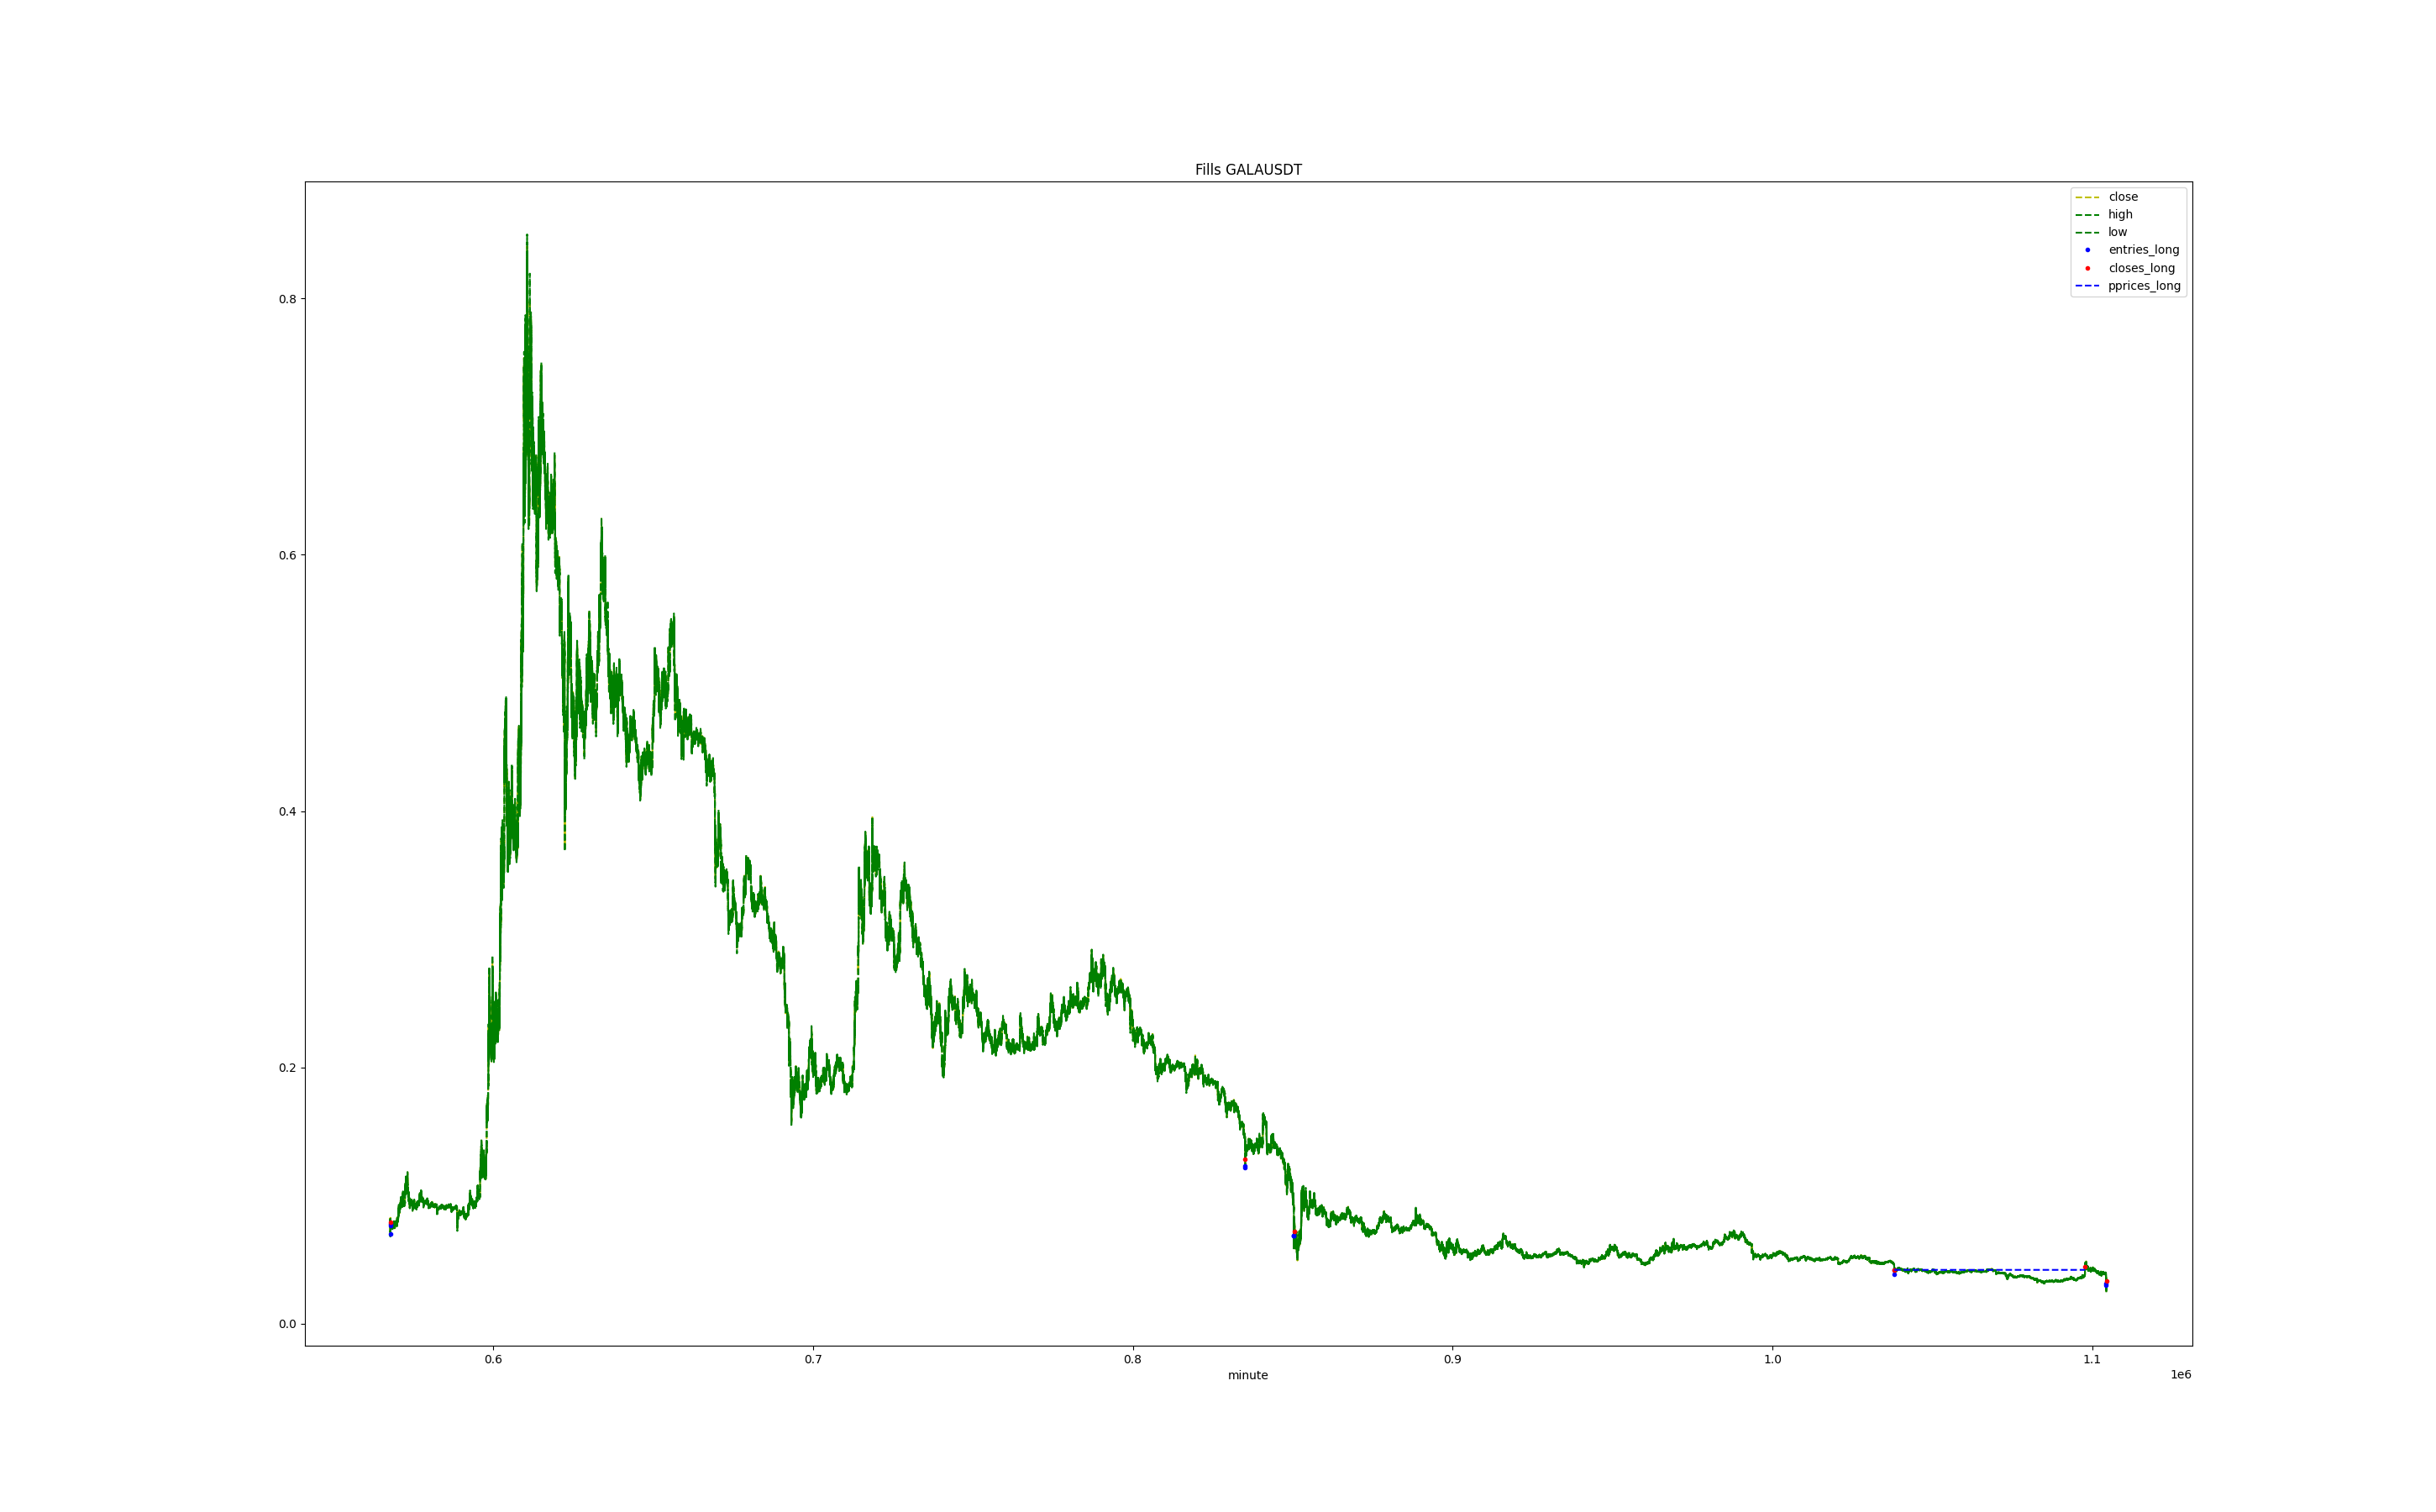 Fills GALAUSDT
close
high
low
entries_long
closes_long
pprices_long
0.8
0.6
0.4
0.2
0.0
0.6 0.7 0.8 0.9 1.0 1.1
minute 1e6